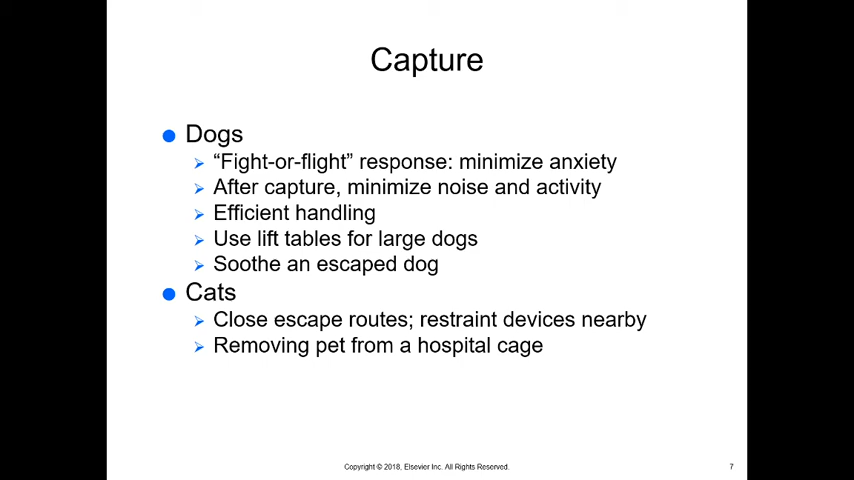 Capture
Dogs
“Fight-or-flight” response: minimize anxiety
After capture, minimize noise and activity
Efficient handling
Use lift tables for large dogs
Soothe an escaped dog
Cats
Close escape routes; restraint devices nearby
Removing pet from a hospital cage
Copyright © 2018, Elsevier Inc. All Rights Reserved.
7